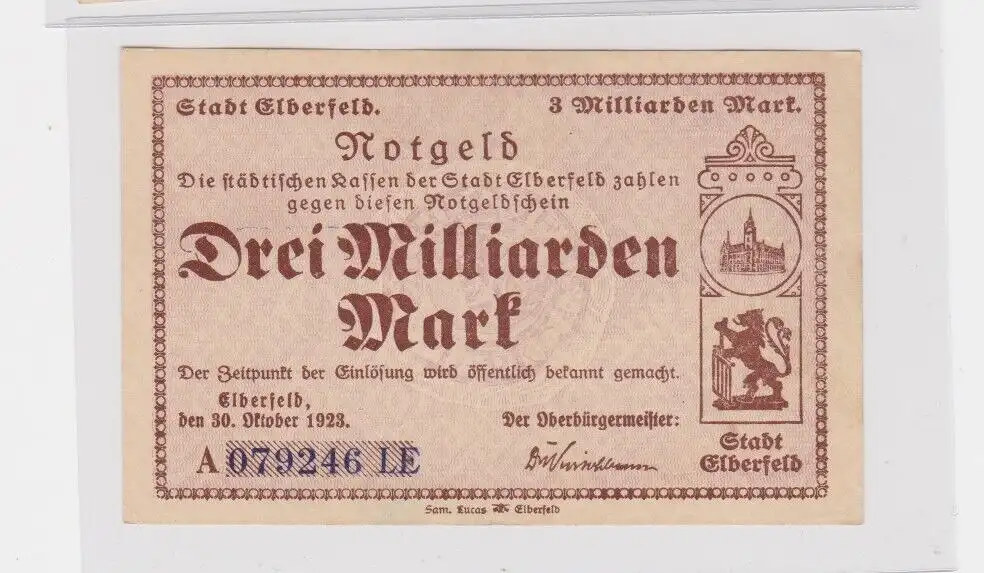 Stadt Elberfeld. 3 Milliarden Mark.
Notgeld
Die städtischen Kassen der Stadt Elberfeld zahlen
gegen diesen Notgeldschein
Drei Milliarden
Mark
Der Zeitpunkt der Einlösung wird öffentlich bekannt gemacht.
Elberfeld,
den 30. Oktober 1923. Der Oberbürgermeister:
A 079246 LE
Stadt
Elberfeld
Sam. Lucas Elberfeld